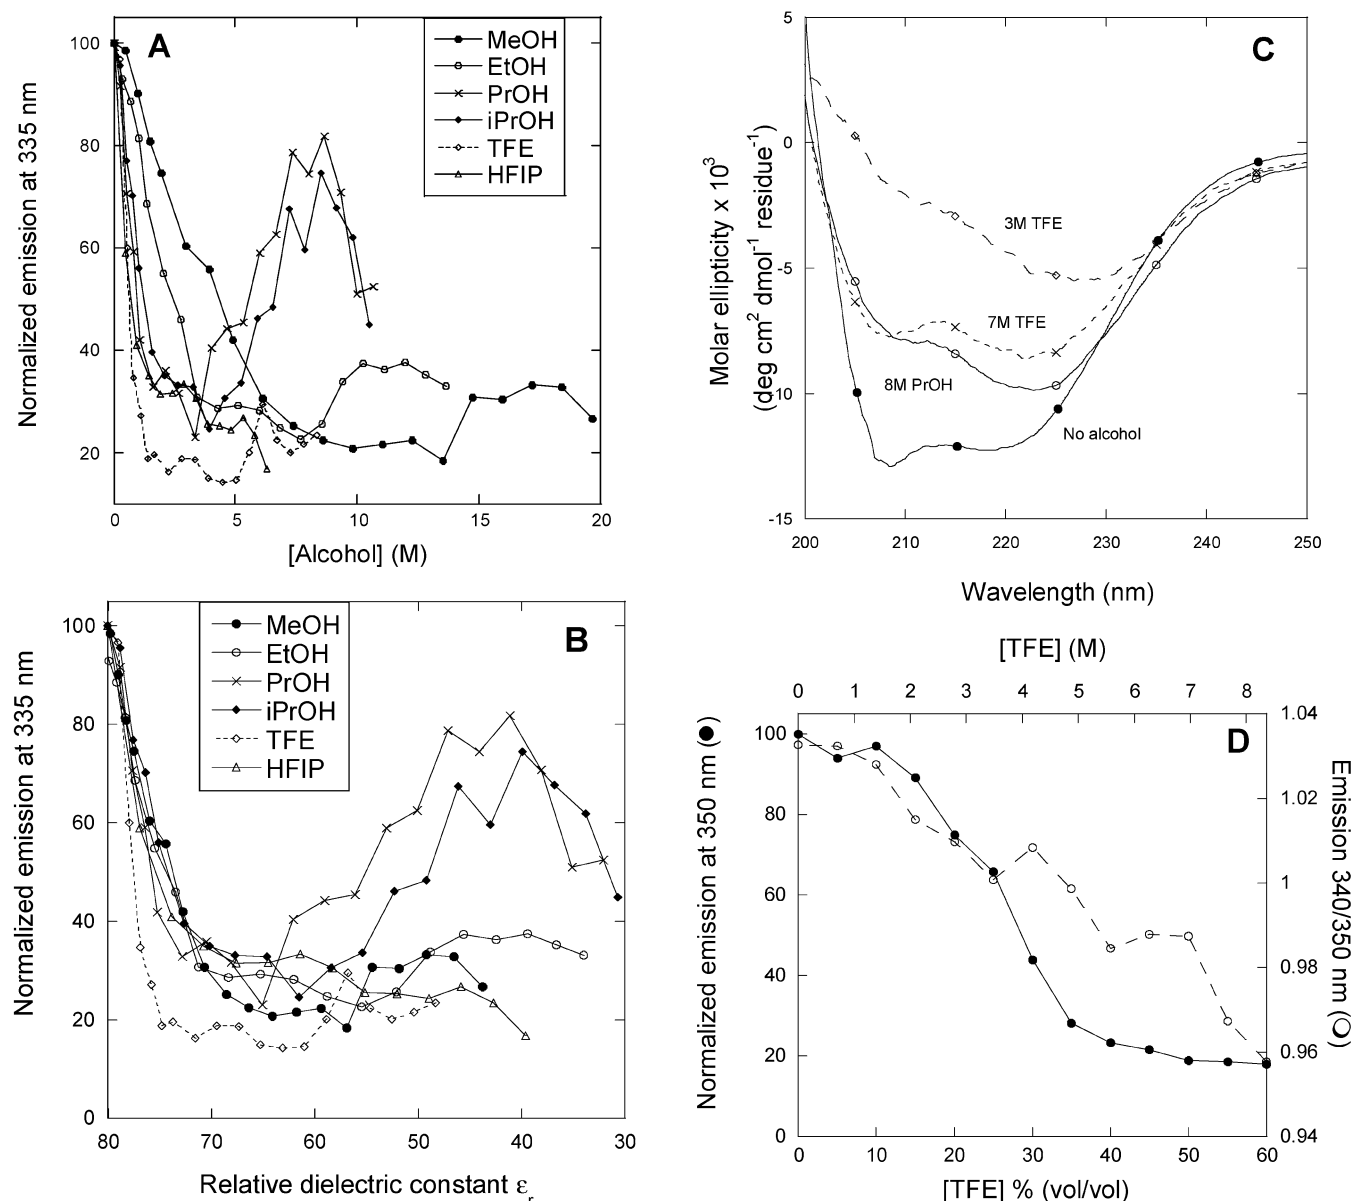 A
Normalized emission at 335 nm
100
80
60
40
20
0
5
10
15
20
[Alcohol] (M)
MeOH
EtOH
PrOH
iPrOH
TFE
HFIP
C
Molar ellipticity x 10³
(deg cm² dmol⁻¹ residue⁻¹)
5
0
-5
-10
-15
3M TFE
7M TFE
8M PrOH
No alcohol
200
210
220
230
240
250
Wavelength (nm)
B
Normalized emission at 335 nm
100
80
60
40
20
0
MeOH
EtOH
PrOH
iPrOH
TFE
HFIP
80
70
60
50
40
30
Relative dielectric constant εr
[TFE] (M)
0
1
2
3
4
5
6
7
8
D
Normalized emission at 350 nm (●)
100
80
60
40
20
0
1.04
1.02
1
0.98
0.96
0.94
Emission 340/350 nm (○)
0
10
20
30
40
50
60
[TFE] % (vol/vol)